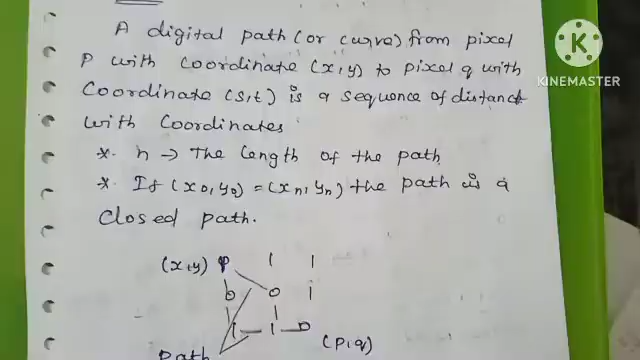 A digital path (or curve) from pixel
P with coordinate (x,y) to pixel q with
KINEMASTER
Coordinate (s,t) is a sequence of distanct
with coordinates
*. n → The length of the path
*. If (x0,y0) = (xn,yn) the path is a
closed path.
(x,y) P 1 1
0 0 1
1 1 0
(p,q)
Path